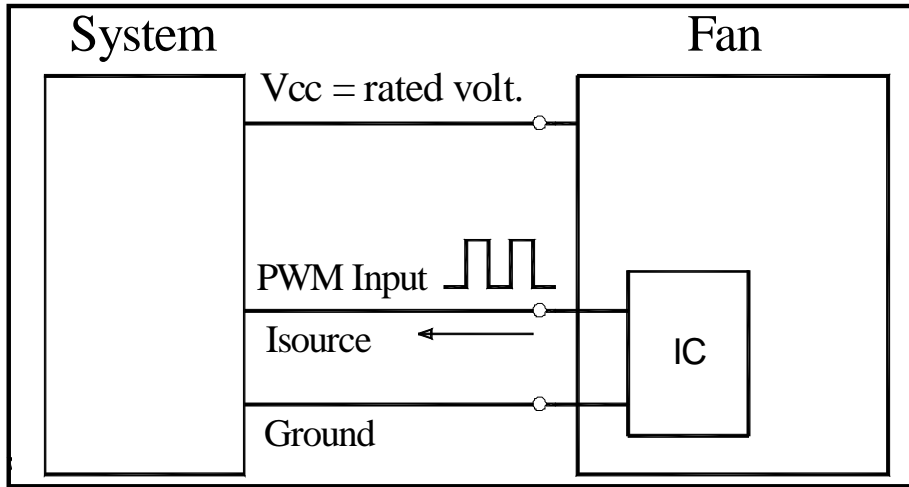 System
Fan
Vcc = rated volt.
PWM Input
Isource
IC
Ground